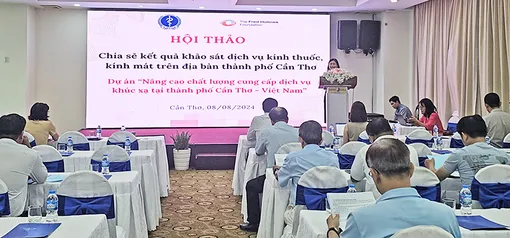 The Fred Hollows
Foundation
HỘI THẢO
Chia sẻ kết quả khảo sát dịch vụ kính thuốc,
kính mát trên địa bàn thành phố Cần Thơ
Dự án “Nâng cao chất lượng cung cấp dịch vụ
khúc xạ tại thành phố Cần Thơ – Việt Nam”
Cần Thơ, 08/08/2024